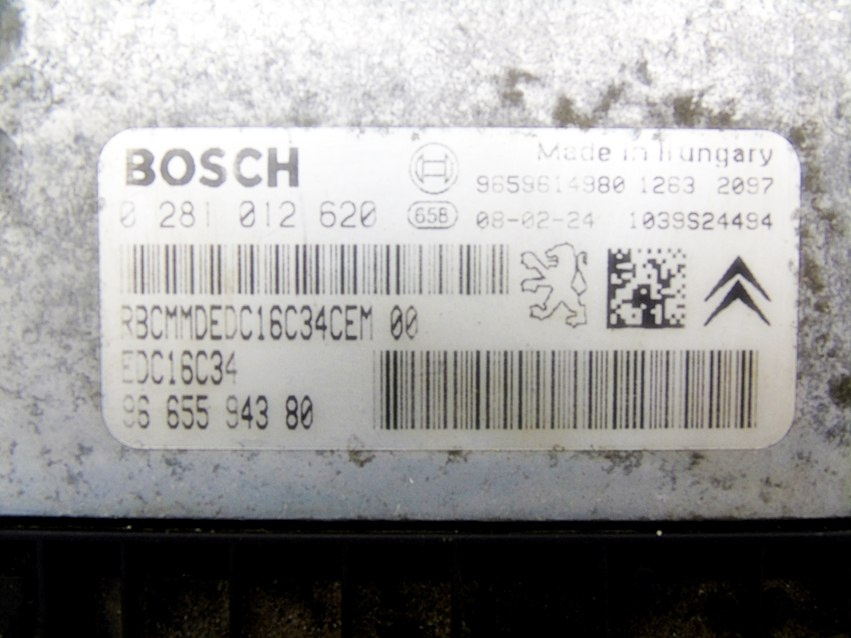 BOSCH
Made in Hungary
9659614980 1263 2097
0 281 012 620
658
08-02-24 1039S24494
RBCMMDEDC16C34CEM 00
EDC16C34
96 655 943 80